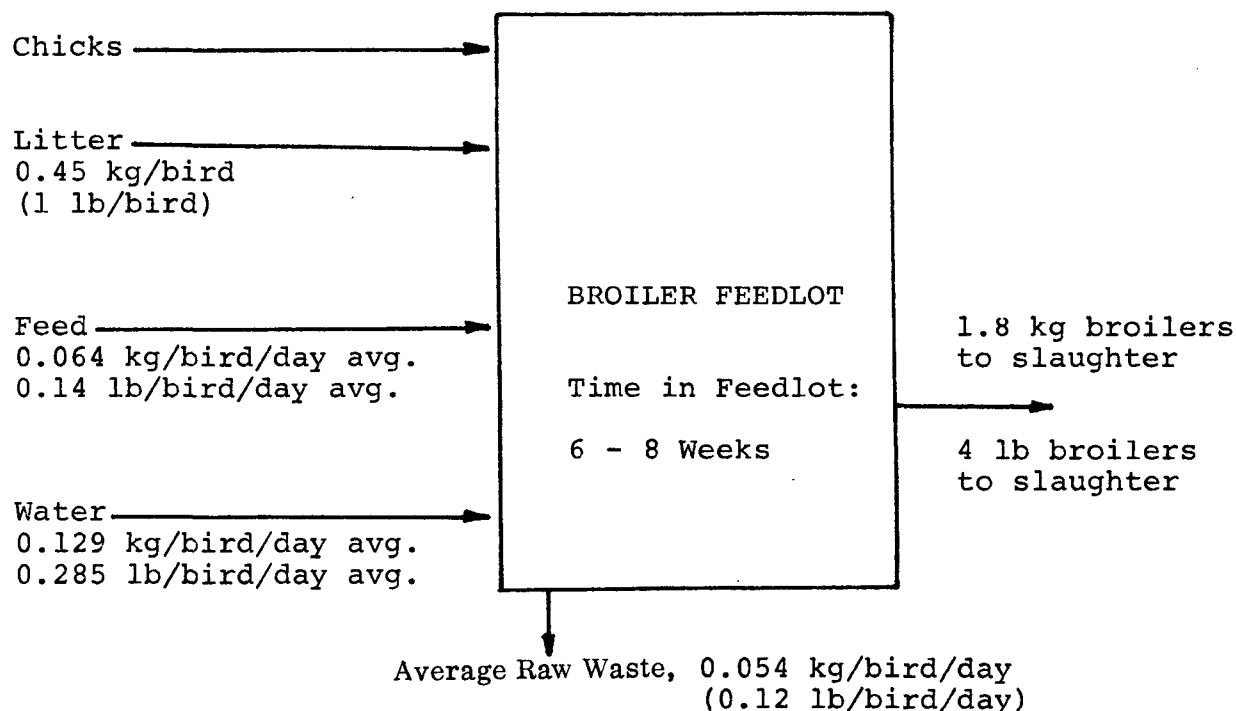 Chicks
Litter
0.45 kg/bird
(1 lb/bird)
Feed
0.064 kg/bird/day avg.
0.14 lb/bird/day avg.
Water
0.129 kg/bird/day avg.
0.285 lb/bird/day avg.
BROILER FEEDLOT
Time in Feedlot:
6 - 8 Weeks
1.8 kg broilers
to slaughter
4 lb broilers
to slaughter
Average Raw Waste, 0.054 kg/bird/day
(0.12 lb/bird/day)